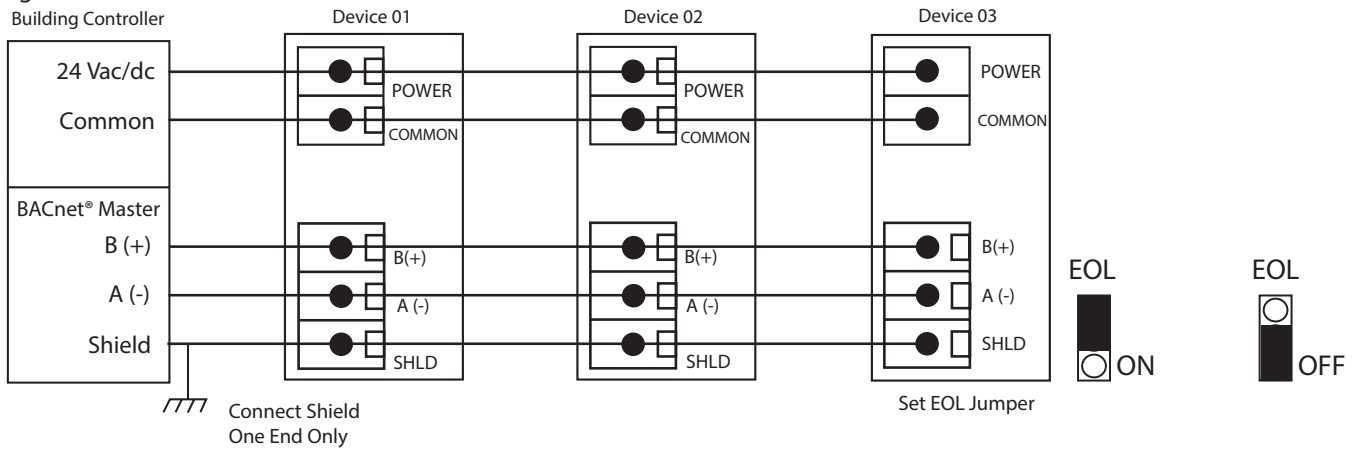 Building Controller
24 Vac/dc
Common
BACnet® Master
B (+)
A (-)
Shield
Connect Shield
One End Only
Device 01
POWER
COMMON
B(+)
A (-)
SHLD
Device 02
POWER
COMMON
B(+)
A (-)
SHLD
Device 03
POWER
COMMON
B(+)
A (-)
SHLD
Set EOL Jumper
EOL
ON
EOL
OFF